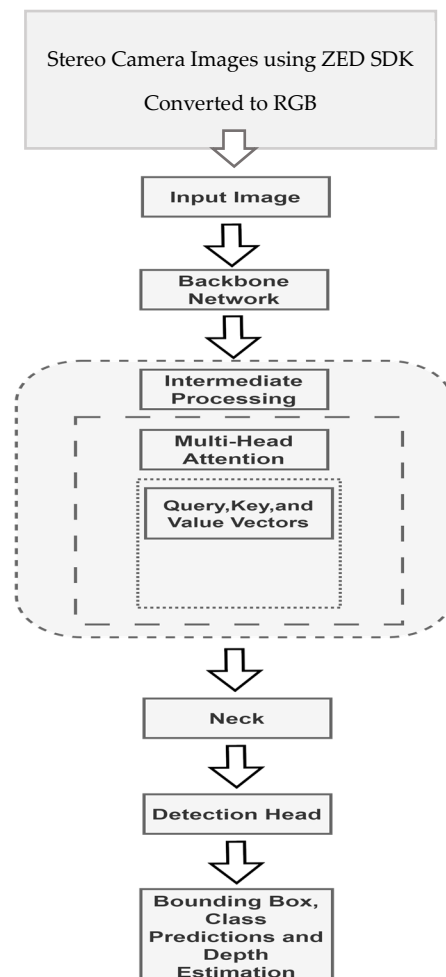 Stereo Camera Images using ZED SDK
Converted to RGB
Input Image
Backbone
Network
Intermediate
Processing
Multi-Head
Attention
Query,Key,and
Value Vectors
Neck
Detection Head
Bounding Box,
Class
Predictions and
Depth
Estimation